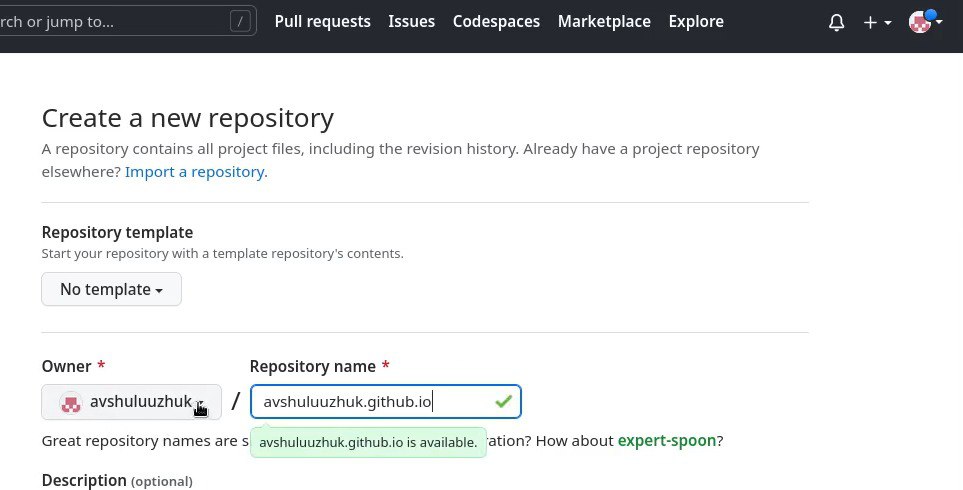 rch or jump to... / Pull requests Issues Codespaces Marketplace Explore
Create a new repository
A repository contains all project files, including the revision history. Already have a project repository
elsewhere? Import a repository.
Repository template
Start your repository with a template repository's contents.
No template
Owner * Repository name *
avshuluuzhuk / avshuluuzhuk.github.io
Great repository names are s ation? How about expert-spoon?
avshuluuzhuk.github.io is available.
Description (optional)